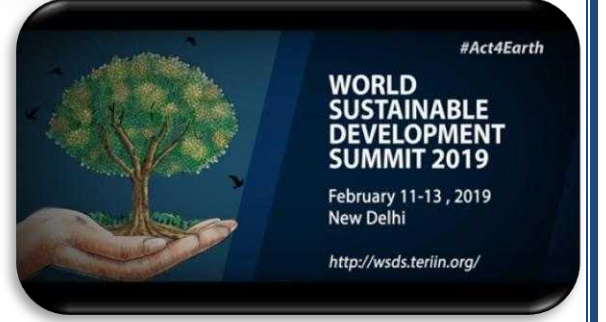 #Act4Earth
WORLD
SUSTAINABLE
DEVELOPMENT
SUMMIT 2019
February 11-13 , 2019
New Delhi
http://wsds.teriin.org/